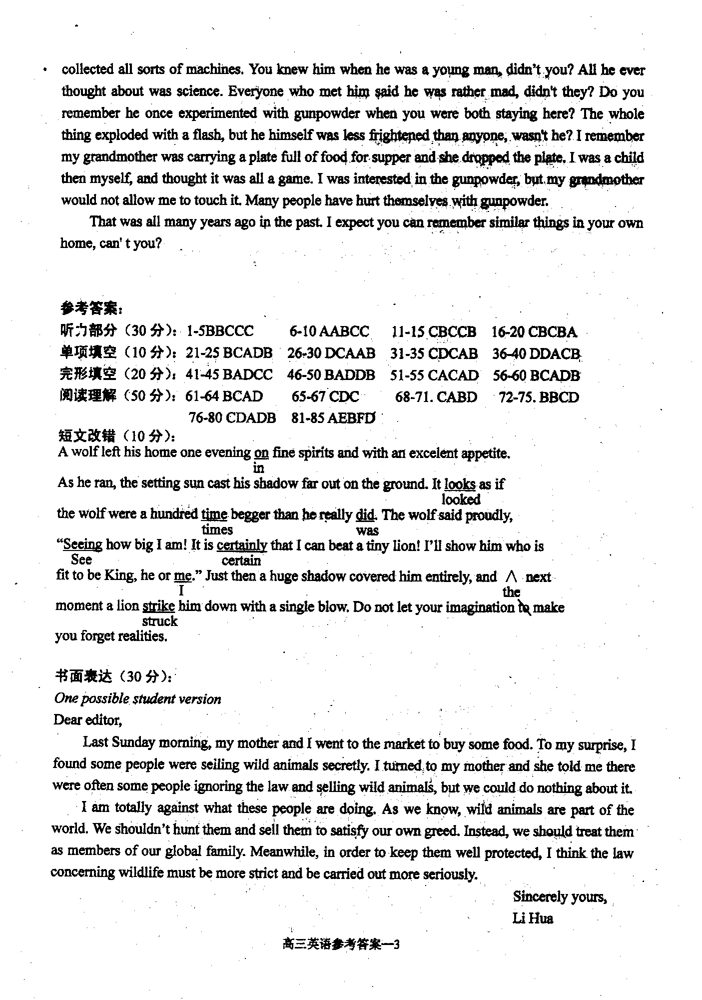 collected all sorts of machines. You knew him when he was a young man, didn't you? All he ever
thought about was science. Everyone who met him said he was rather mad, didn't they? Do you
remember he once experimented with gunpowder when you were both staying here? The whole
thing exploded with a flash, but he himself was less frightened than anyone, wasn't he? I remember
my grandmother was carrying a plate full of food for supper and she dropped the plate. I was a child
then myself, and thought it was all a game. I was interested in the gunpowder, but my grandmother
would not allow me to touch it. Many people have hurt themselves with gunpowder.
That was all many years ago in the past. I expect you can remember similar things in your own
home, can' t you?
参考答案：
听力部分（30 分）：1-5BBCCC 6-10 AABCC 11-15 CBCCB 16-20 CBCBA
单项填空（10 分）：21-25 BCADB 26-30 DCAAB 31-35 CDCAB 36-40 DDACB
完形填空（20 分）：41-45 BADCC 46-50 BADDB 51-55 CACAD 56-60 BCADB
阅读理解（50 分）：61-64 BCAD 65-67 CDC 68-71. CABD 72-75. BBCD
76-80 CDADB 81-85 AEBFD
短文改错（10 分）：
A wolf left his home one evening on fine spirits and with an excelent appetite.
in
As he ran, the setting sun cast his shadow far out on the ground. It looks as if
looked
the wolf were a hundred time begger than he really did. The wolf said proudly,
times was
“Seeing how big I am! It is certainly that I can beat a tiny lion! I'll show him who is
See certain
fit to be King, he or me.” Just then a huge shadow covered him entirely, and ∧ next
I the
moment a lion strike him down with a single blow. Do not let your imagination to make
struck
you forget realities.
书面表达（30 分）：
One possible student version
Dear editor,
Last Sunday morning, my mother and I went to the market to buy some food. To my surprise, I
found some people were selling wild animals secretly. I turned to my mother and she told me there
were often some people ignoring the law and selling wild animals, but we could do nothing about it.
I am totally against what these people are doing. As we know, wild animals are part of the
world. We shouldn't hunt them and sell them to satisfy our own greed. Instead, we should treat them
as members of our global family. Meanwhile, in order to keep them well protected, I think the law
concerning wildlife must be more strict and be carried out more seriously.
Sincerely yours,
Li Hua
高三英语参考答案—3